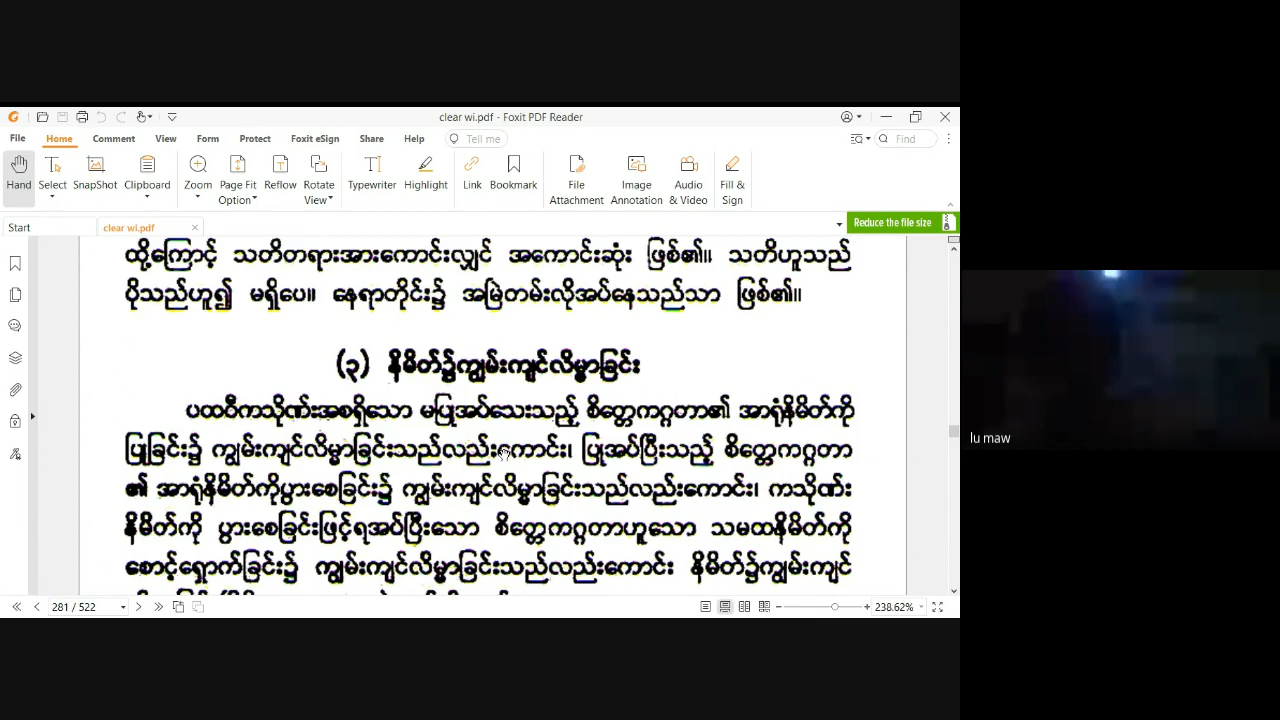 clear wi.pdf - Foxit PDF Reader
File Home Comment View Form Protect Foxit eSign Share Help Tell me Find
Hand Select SnapShot Clipboard Zoom Page Fit Option Reflow Rotate View Typewriter Highlight Link Bookmark File Attachment Image Annotation Audio & Video Fill & Sign
Start clear wi.pdf Reduce the file size
ထို့ကြောင့် သတိတရားအားကောင်းလျှင် အကောင်းဆုံး ဖြစ်၏။ သတိဟူသည်
ပိုသည်ဟူ၍ မရှိပေ။ နေရာတိုင်း၌ အမြဲတမ်းလိုအပ်နေသည်သာ ဖြစ်၏။
(၃) နိမိတ်၌ကျွမ်းကျင်လိမ္မာခြင်း
ပထဝီကသိုဏ်းအစရှိသော မပြုအပ်သေးသည့် စိတ္တေကဂ္ဂတာ၏ အာရုံနိမိတ်ကို
ပြုခြင်း၌ ကျွမ်းကျင်လိမ္မာခြင်းသည်လည်းကောင်း၊ ပြုအပ်ပြီးသည့် စိတ္တေကဂ္ဂတာ
၏ အာရုံနိမိတ်ကိုပွားစေခြင်း၌ ကျွမ်းကျင်လိမ္မာခြင်းသည်လည်းကောင်း၊ ကသိုဏ်း
နိမိတ်ကို ပွားစေခြင်းဖြင့်ရအပ်ပြီးသော စိတ္တေကဂ္ဂတာဟူသော သမထနိမိတ်ကို
စောင့်ရှောက်ခြင်း၌ ကျွမ်းကျင်လိမ္မာခြင်းသည်လည်းကောင်း နိမိတ်၌ကျွမ်းကျင်
281 / 522 238.62%
lu maw